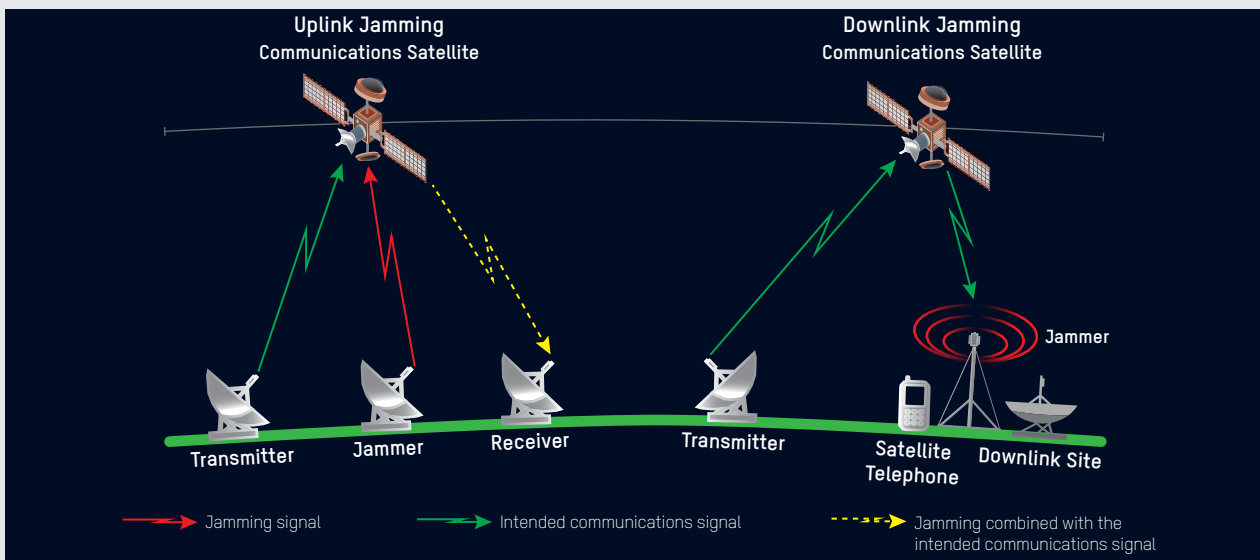 Uplink Jamming
Communications Satellite
Downlink Jamming
Communications Satellite
Jammer
Transmitter
Jammer
Receiver
Transmitter
Satellite
Telephone
Downlink Site
Jamming signal
Intended communications signal
Jamming combined with the
intended communications signal